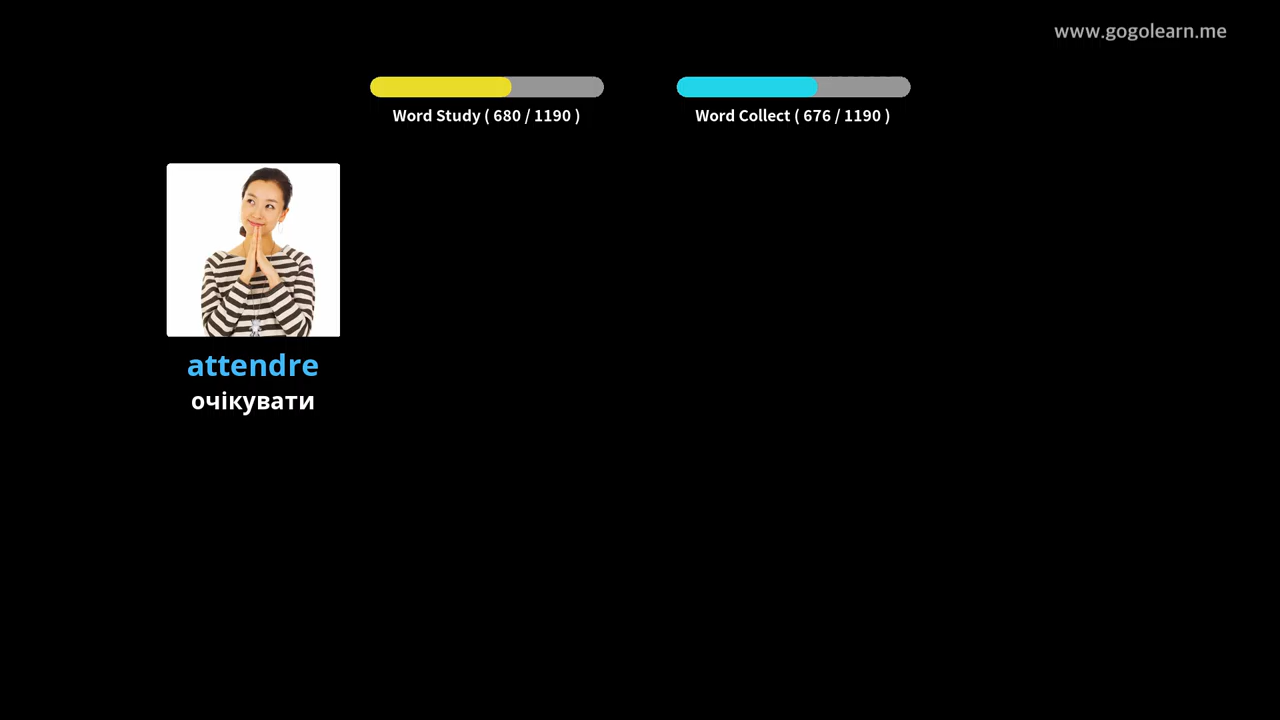 www.gogolearn.me
Word Study ( 680 / 1190 )
Word Collect ( 676 / 1190 )
attendre
очікувати